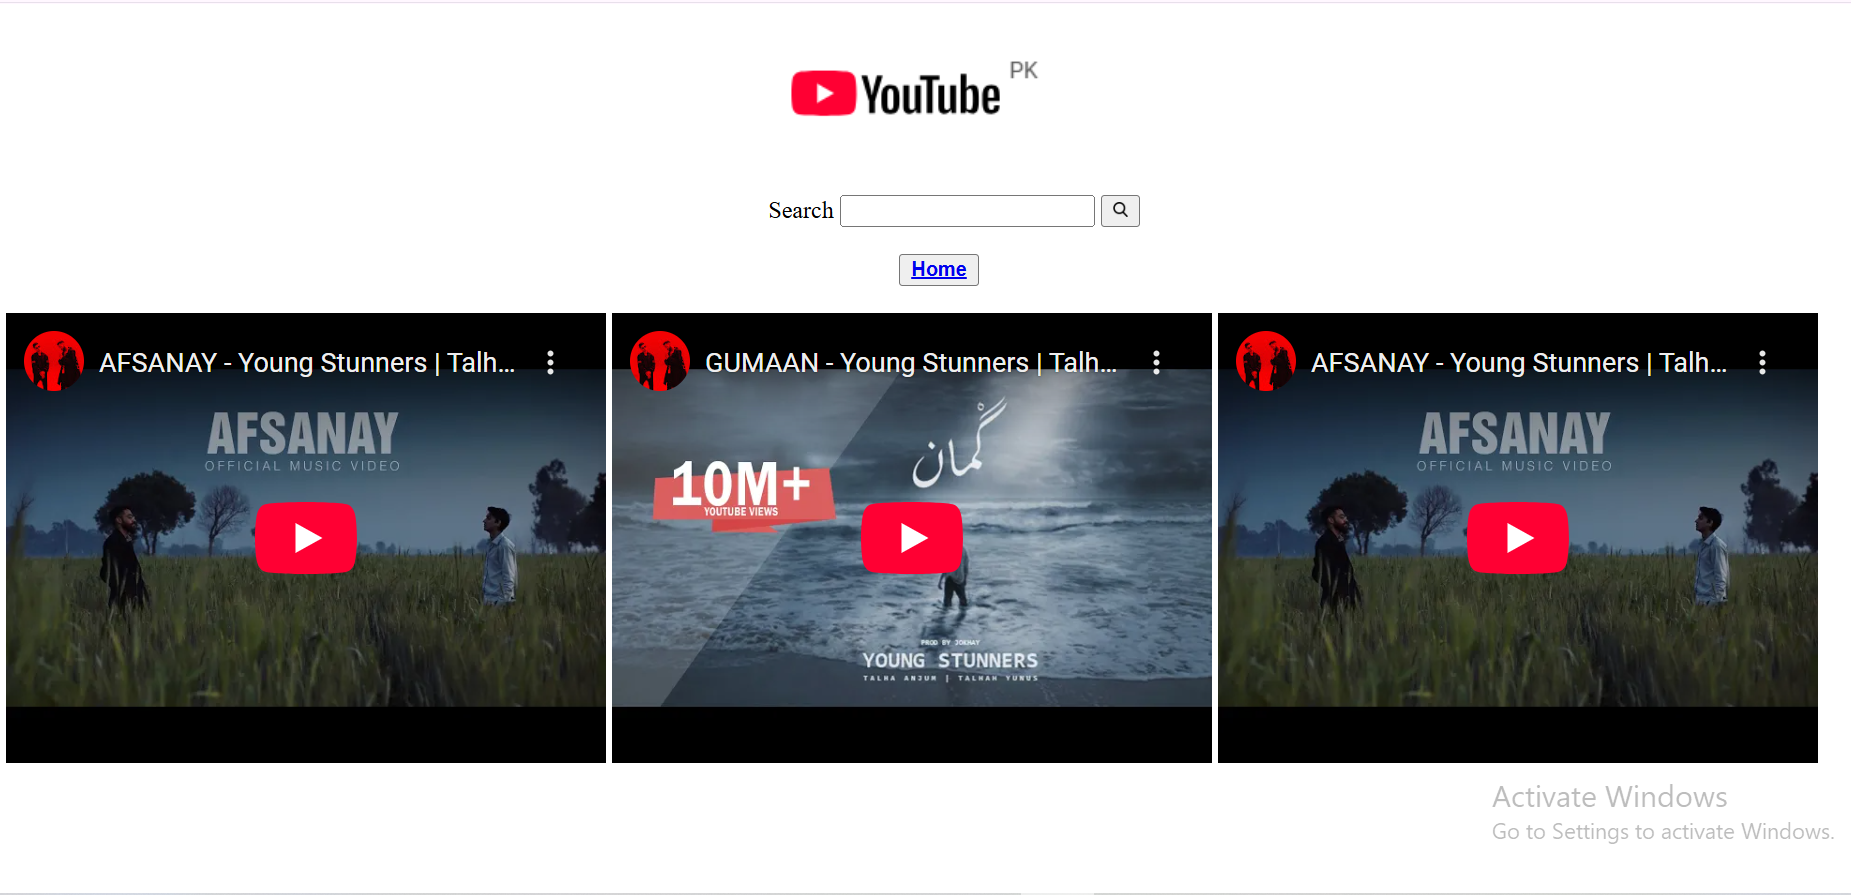 YouTube PK
Search
Home
AFSANAY - Young Stunners | Talh...
AFSANAY
OFFICIAL MUSIC VIDEO
GUMAAN - Young Stunners | Talh...
گمان
10M+
YOUTUBE VIEWS
PROD BY JOKHAY
YOUNG STUNNERS
TALHA ANJUM | TALHAH YUNUS
AFSANAY - Young Stunners | Talh...
AFSANAY
OFFICIAL MUSIC VIDEO
Activate Windows
Go to Settings to activate Windows.